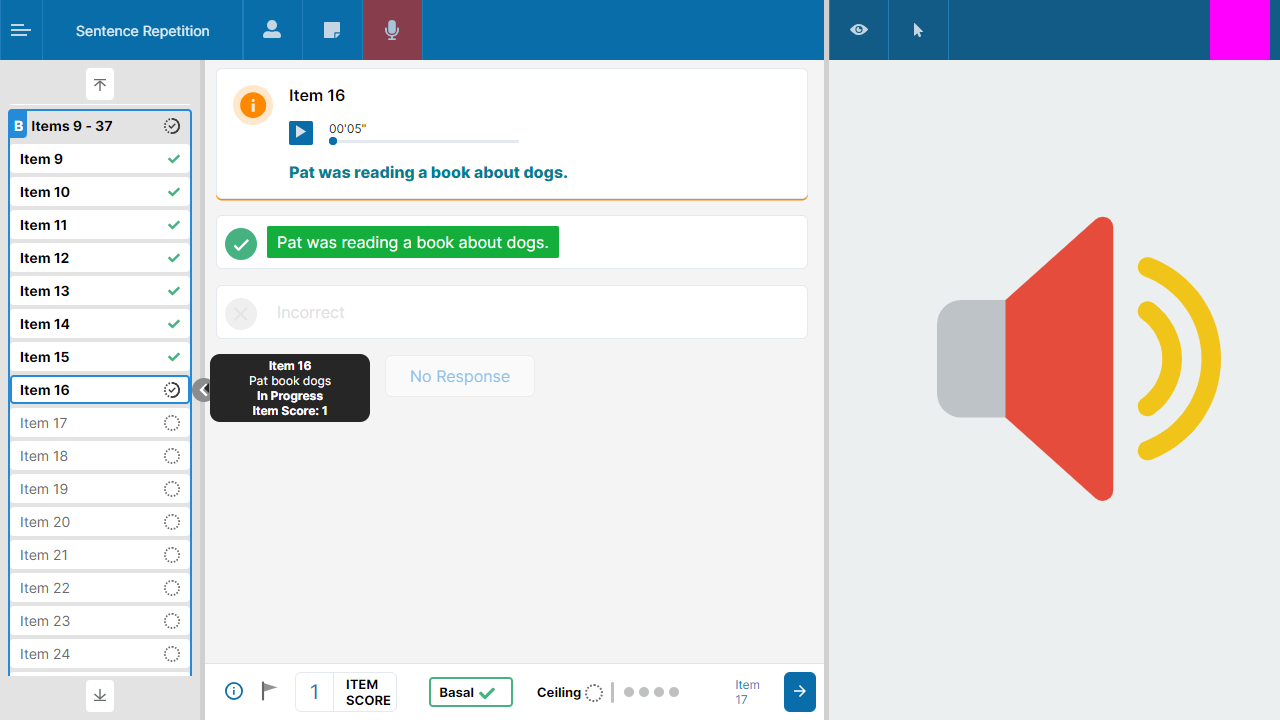 Sentence Repetition
B Items 9 - 37
Item 9
Item 10
Item 11
Item 12
Item 13
Item 14
Item 15
Item 16
Item 17
Item 18
Item 19
Item 20
Item 21
Item 22
Item 23
Item 24
Item 16
00'05"
Pat was reading a book about dogs.
Pat was reading a book about dogs.
Incorrect
Item 16
Pat book dogs
In Progress
Item Score: 1
No Response
1
ITEM
SCORE
Basal
Ceiling
Item
17